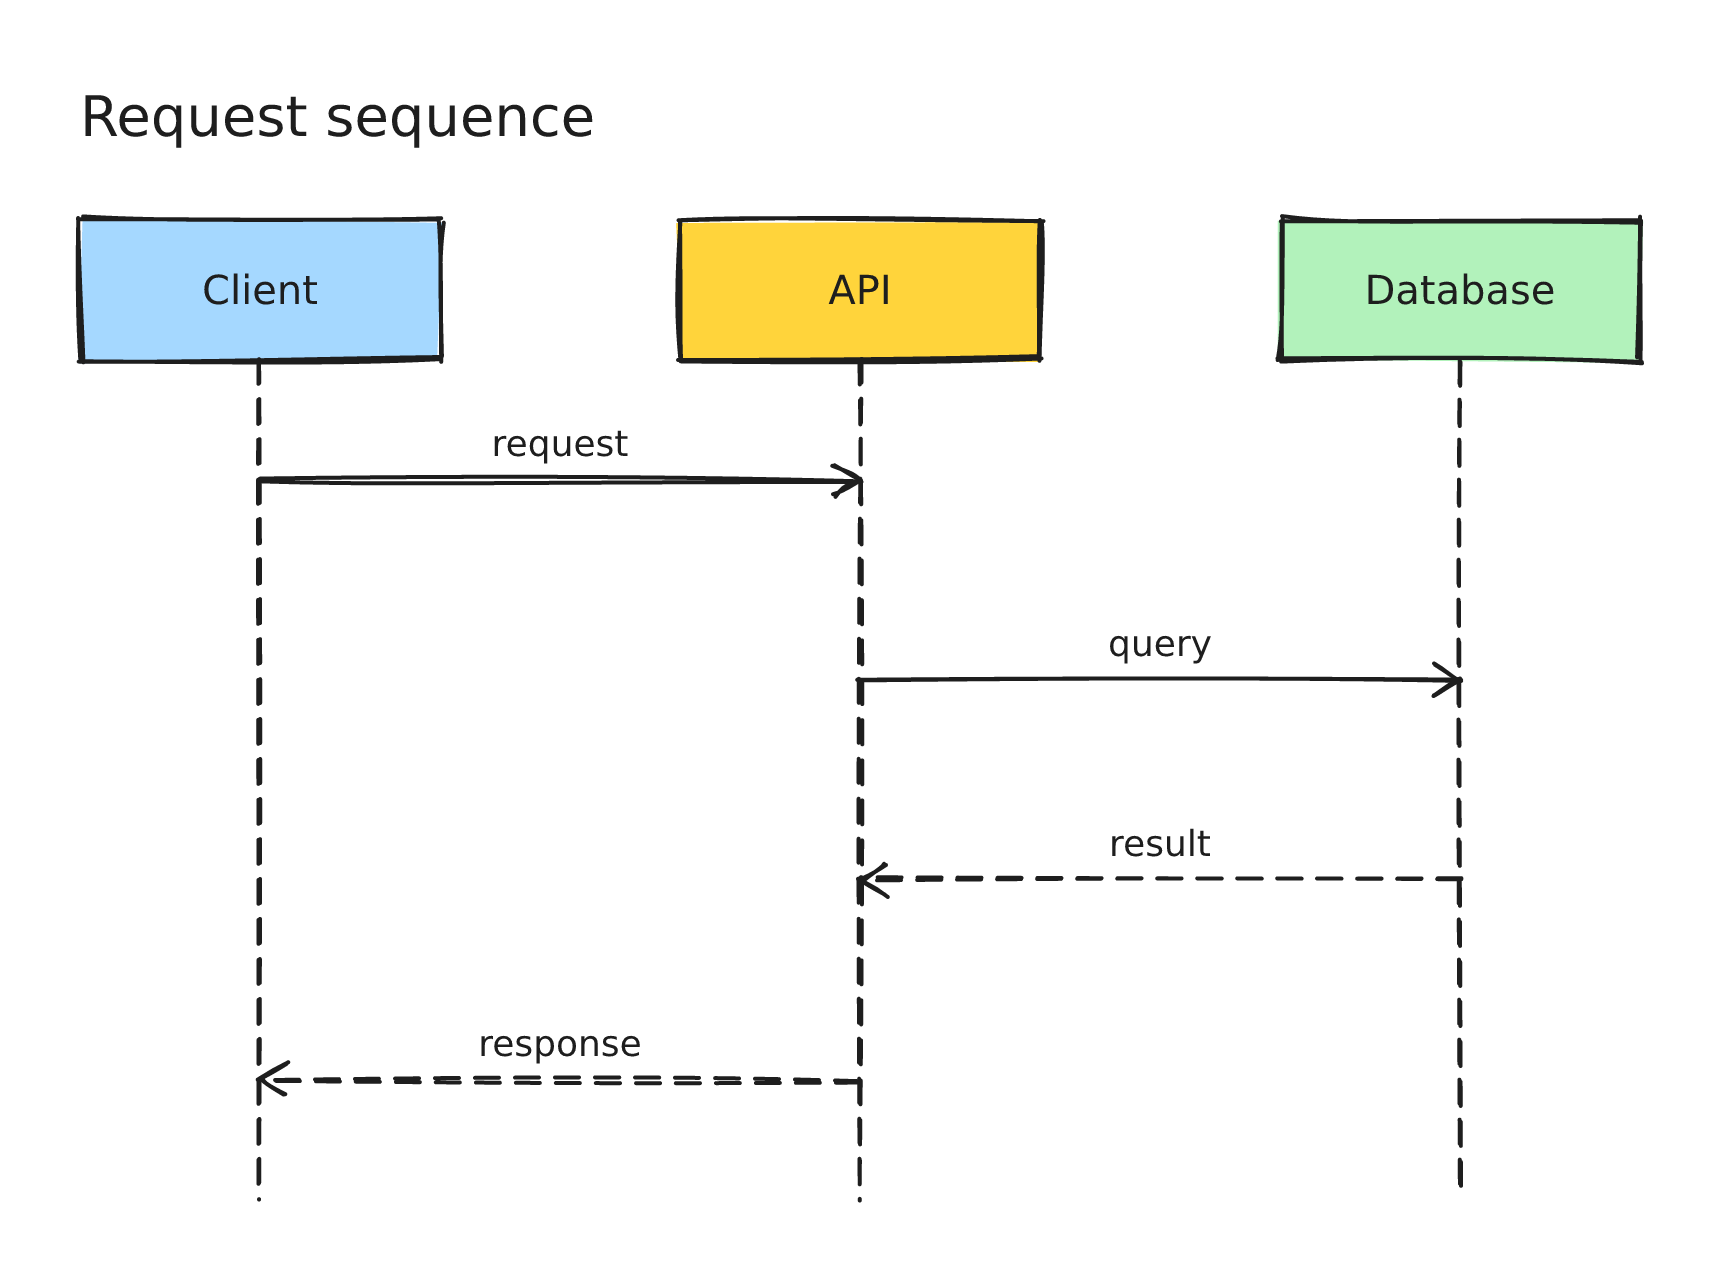 Request sequence
Client
API
Database
request
query
result
response